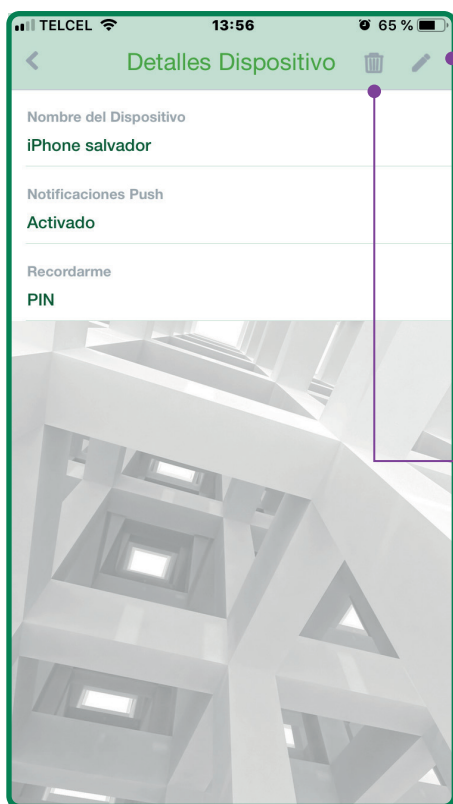 TELCEL 13:56 65 %
Detalles Dispositivo
Nombre del Dispositivo
iPhone salvador
Notificaciones Push
Activado
Recordarme
PIN